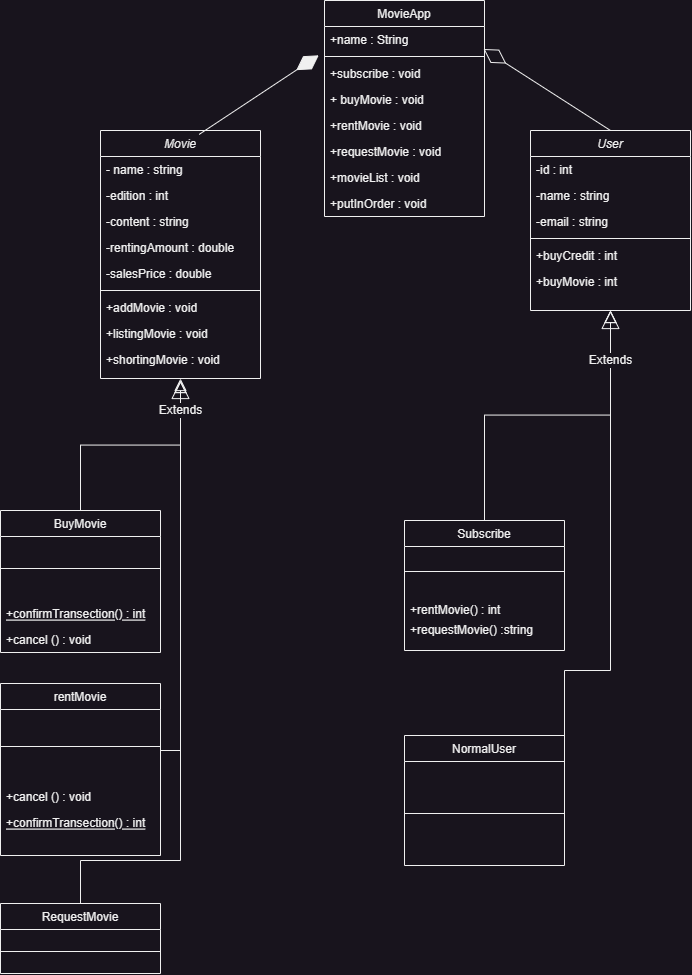 MovieApp
+name : String
+subscribe : void
+ buyMovie : void
+rentMovie : void
+requestMovie : void
+movieList : void
+putInOrder : void
Movie
- name : string
-edition : int
-content : string
-rentingAmount : double
-salesPrice : double
+addMovie : void
+listingMovie : void
+shortingMovie : void
User
-id : int
-name : string
-email : string
+buyCredit : int
+buyMovie : int
Extends
Extends
BuyMovie
+confirmTransection() : int
+cancel () : void
Subscribe
+rentMovie() : int
+requestMovie() :string
rentMovie
+cancel () : void
+confirmTransection() : int
NormalUser
RequestMovie